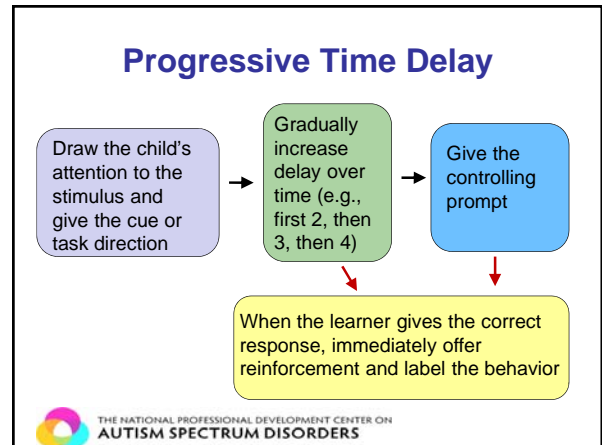 Progressive Time Delay
Draw the child's
attention to the
stimulus and
give the cue or
task direction
Gradually
increase
delay over
time (e.g.,
first 2, then
3, then 4)
Give the
controlling
prompt
When the learner gives the correct
response, immediately offer
reinforcement and label the behavior
THE NATIONAL PROFESSIONAL DEVELOPMENT CENTER ON
AUTISM SPECTRUM DISORDERS